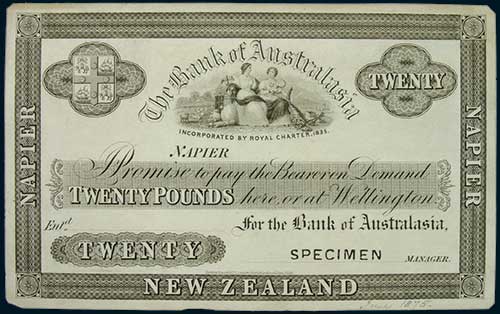 The Bank of Australasia
TWENTY
INCORPORATED BY ROYAL CHARTER, 1835.
NAPIER
NAPIER
NAPIER
Promise to pay the Bearer on Demand
TWENTY POUNDS here, or at Wellington
Entd.
For the Bank of Australasia,
TWENTY
SPECIMEN
MANAGER.
NEW ZEALAND
1875